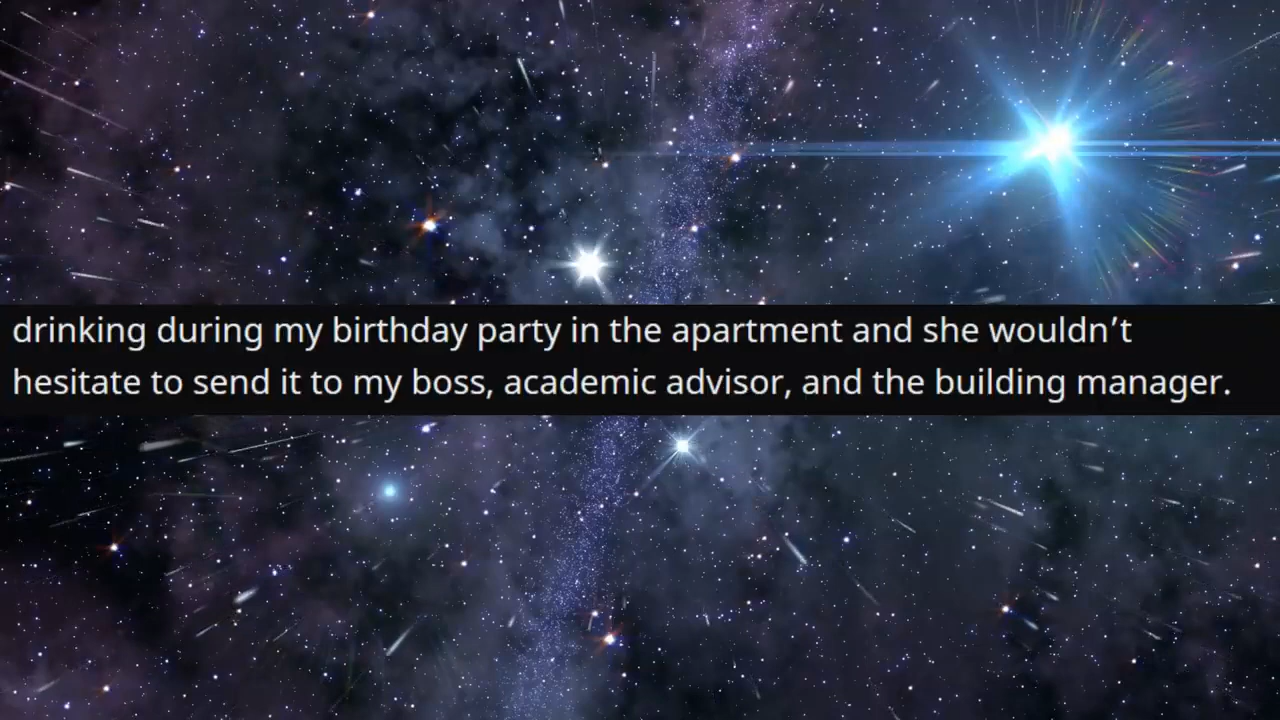 drinking during my birthday party in the apartment and she wouldn’t
hesitate to send it to my boss, academic advisor, and the building manager.